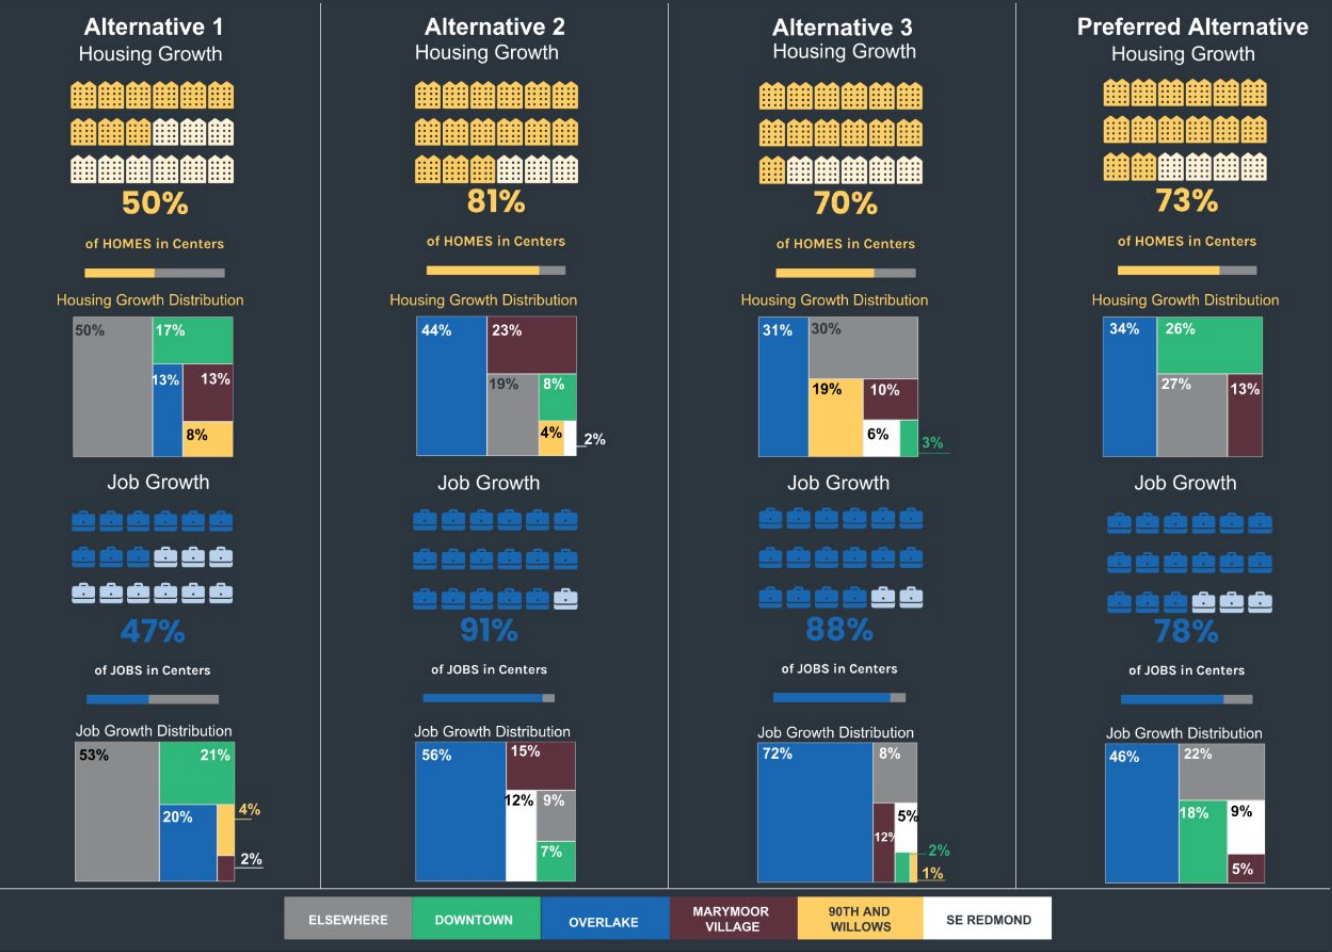 Alternative 1
Housing Growth
50%
of HOMES in Centers
Housing Growth Distribution
50%
17%
13%
13%
8%
Job Growth
47%
of JOBS in Centers
Job Growth Distribution
53%
21%
20%
4%
2%
Alternative 2
Housing Growth
81%
of HOMES in Centers
Housing Growth Distribution
44%
23%
19%
8%
4%
2%
Job Growth
91%
of JOBS in Centers
Job Growth Distribution
56%
15%
12%
9%
7%
Alternative 3
Housing Growth
70%
of HOMES in Centers
Housing Growth Distribution
31%
30%
19%
10%
6%
3%
Job Growth
88%
of JOBS in Centers
Job Growth Distribution
72%
8%
12%
5%
2%
1%
Preferred Alternative
Housing Growth
73%
of HOMES in Centers
Housing Growth Distribution
34%
26%
27%
13%
Job Growth
78%
of JOBS in Centers
Job Growth Distribution
46%
22%
18%
9%
5%
ELSEWHERE
DOWNTOWN
OVERLAKE
MARYMOOR
VILLAGE
90TH AND
WILLOWS
SE REDMOND